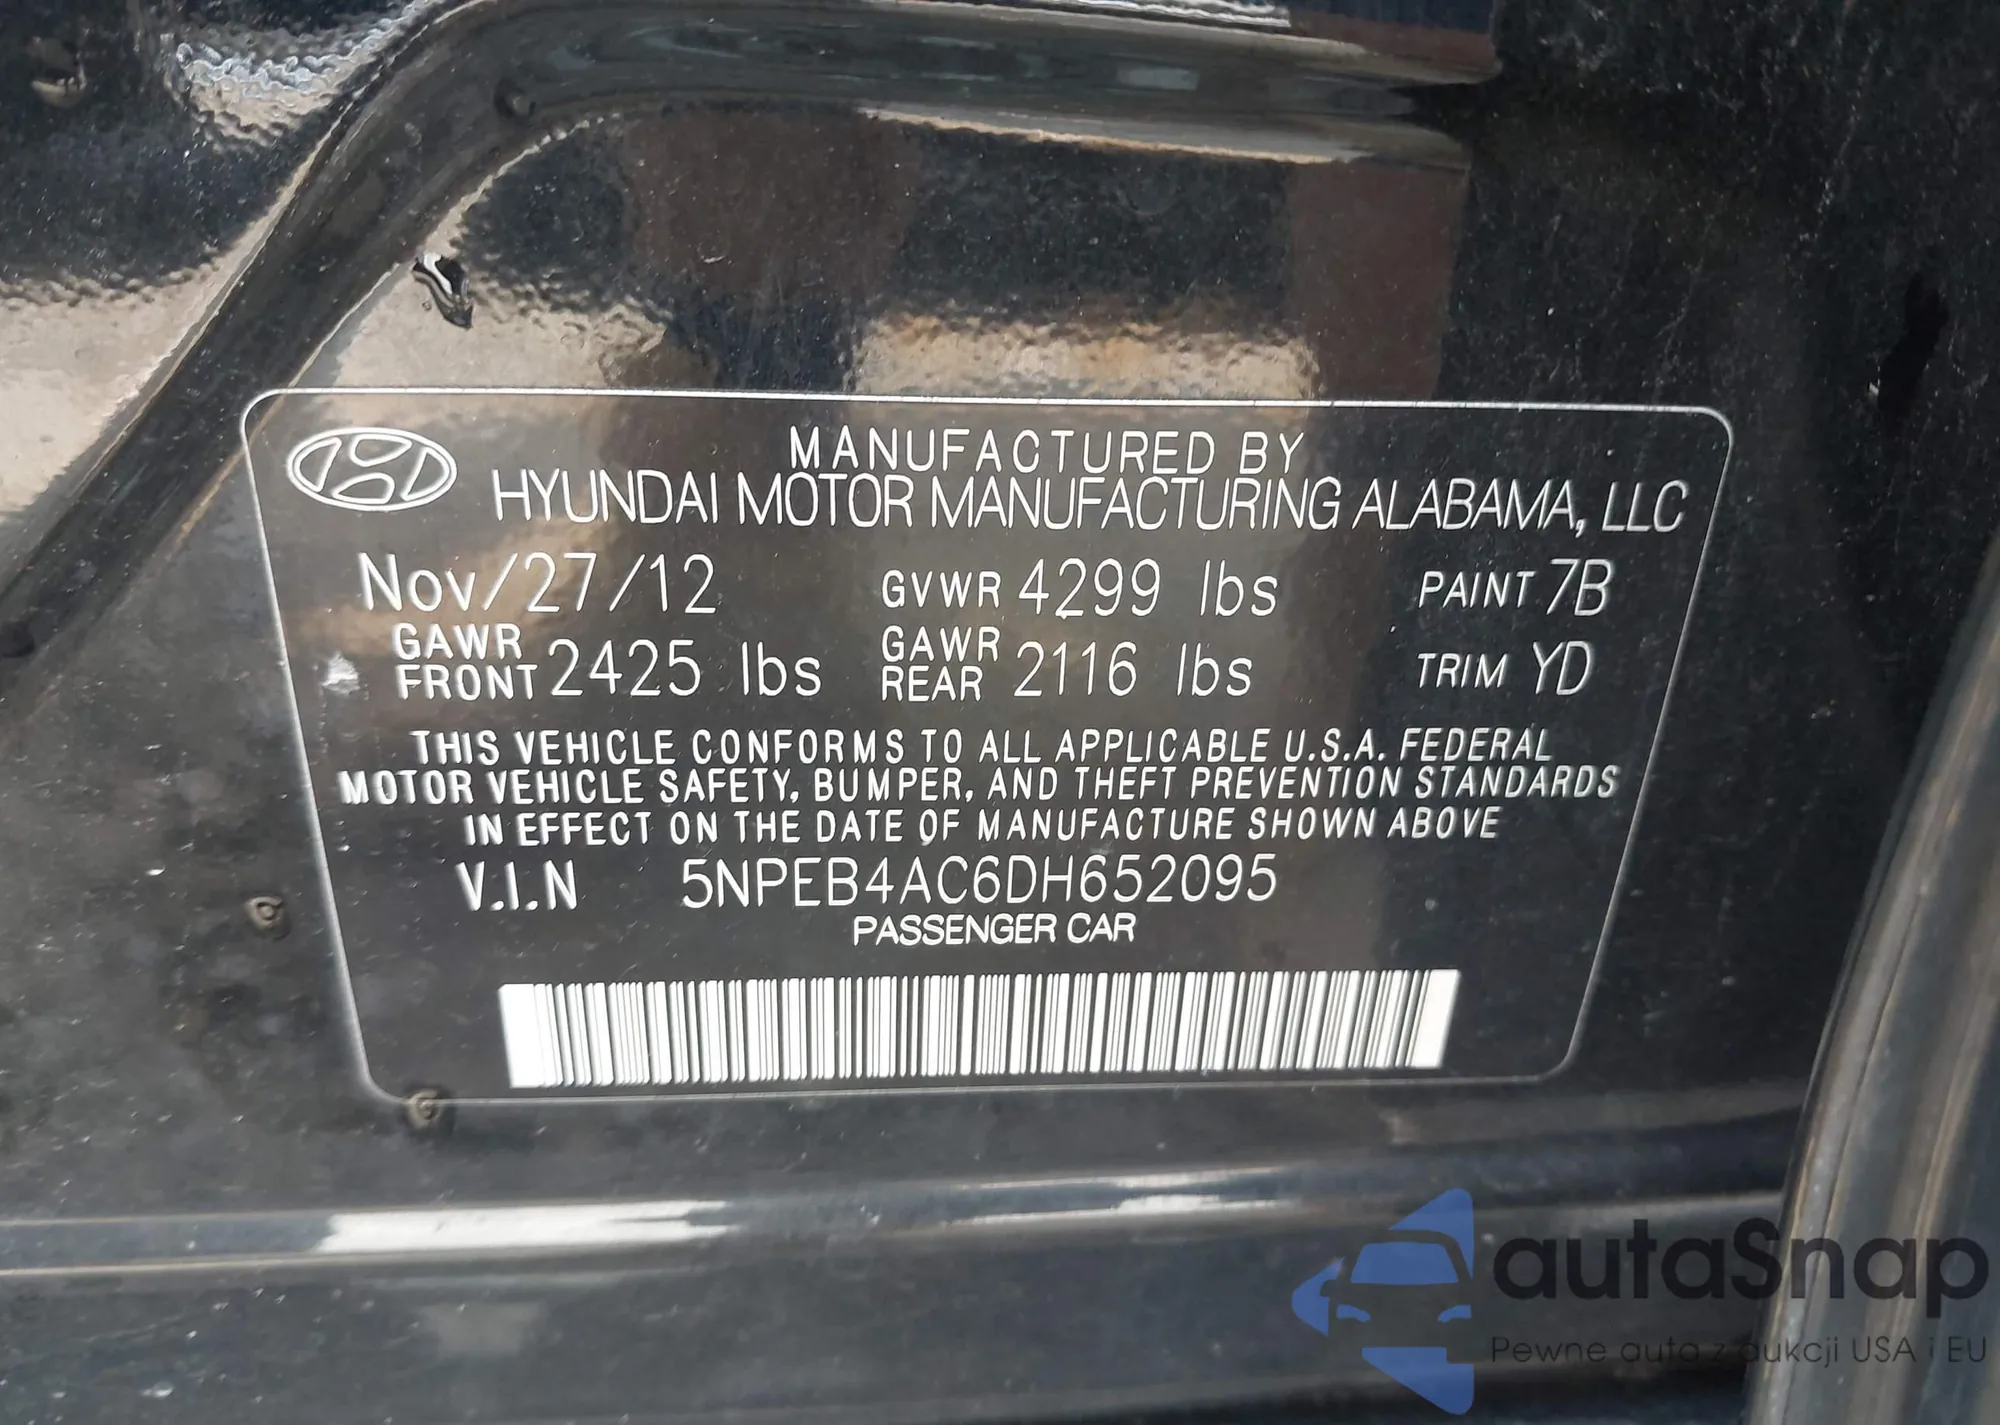 MANUFACTURED BY
HYUNDAI MOTOR MANUFACTURING ALABAMA, LLC
Nov/27/12 GVWR 4299 lbs PAINT 7B
GAWR FRONT 2425 lbs GAWR REAR 2116 lbs TRIM YD
THIS VEHICLE CONFORMS TO ALL APPLICABLE U.S.A. FEDERAL
MOTOR VEHICLE SAFETY, BUMPER, AND THEFT PREVENTION STANDARDS
IN EFFECT ON THE DATE OF MANUFACTURE SHOWN ABOVE
V.I.N 5NPEB4AC6DH652095
PASSENGER CAR
autaSnap
Pewne auta z aukcji USA i EU